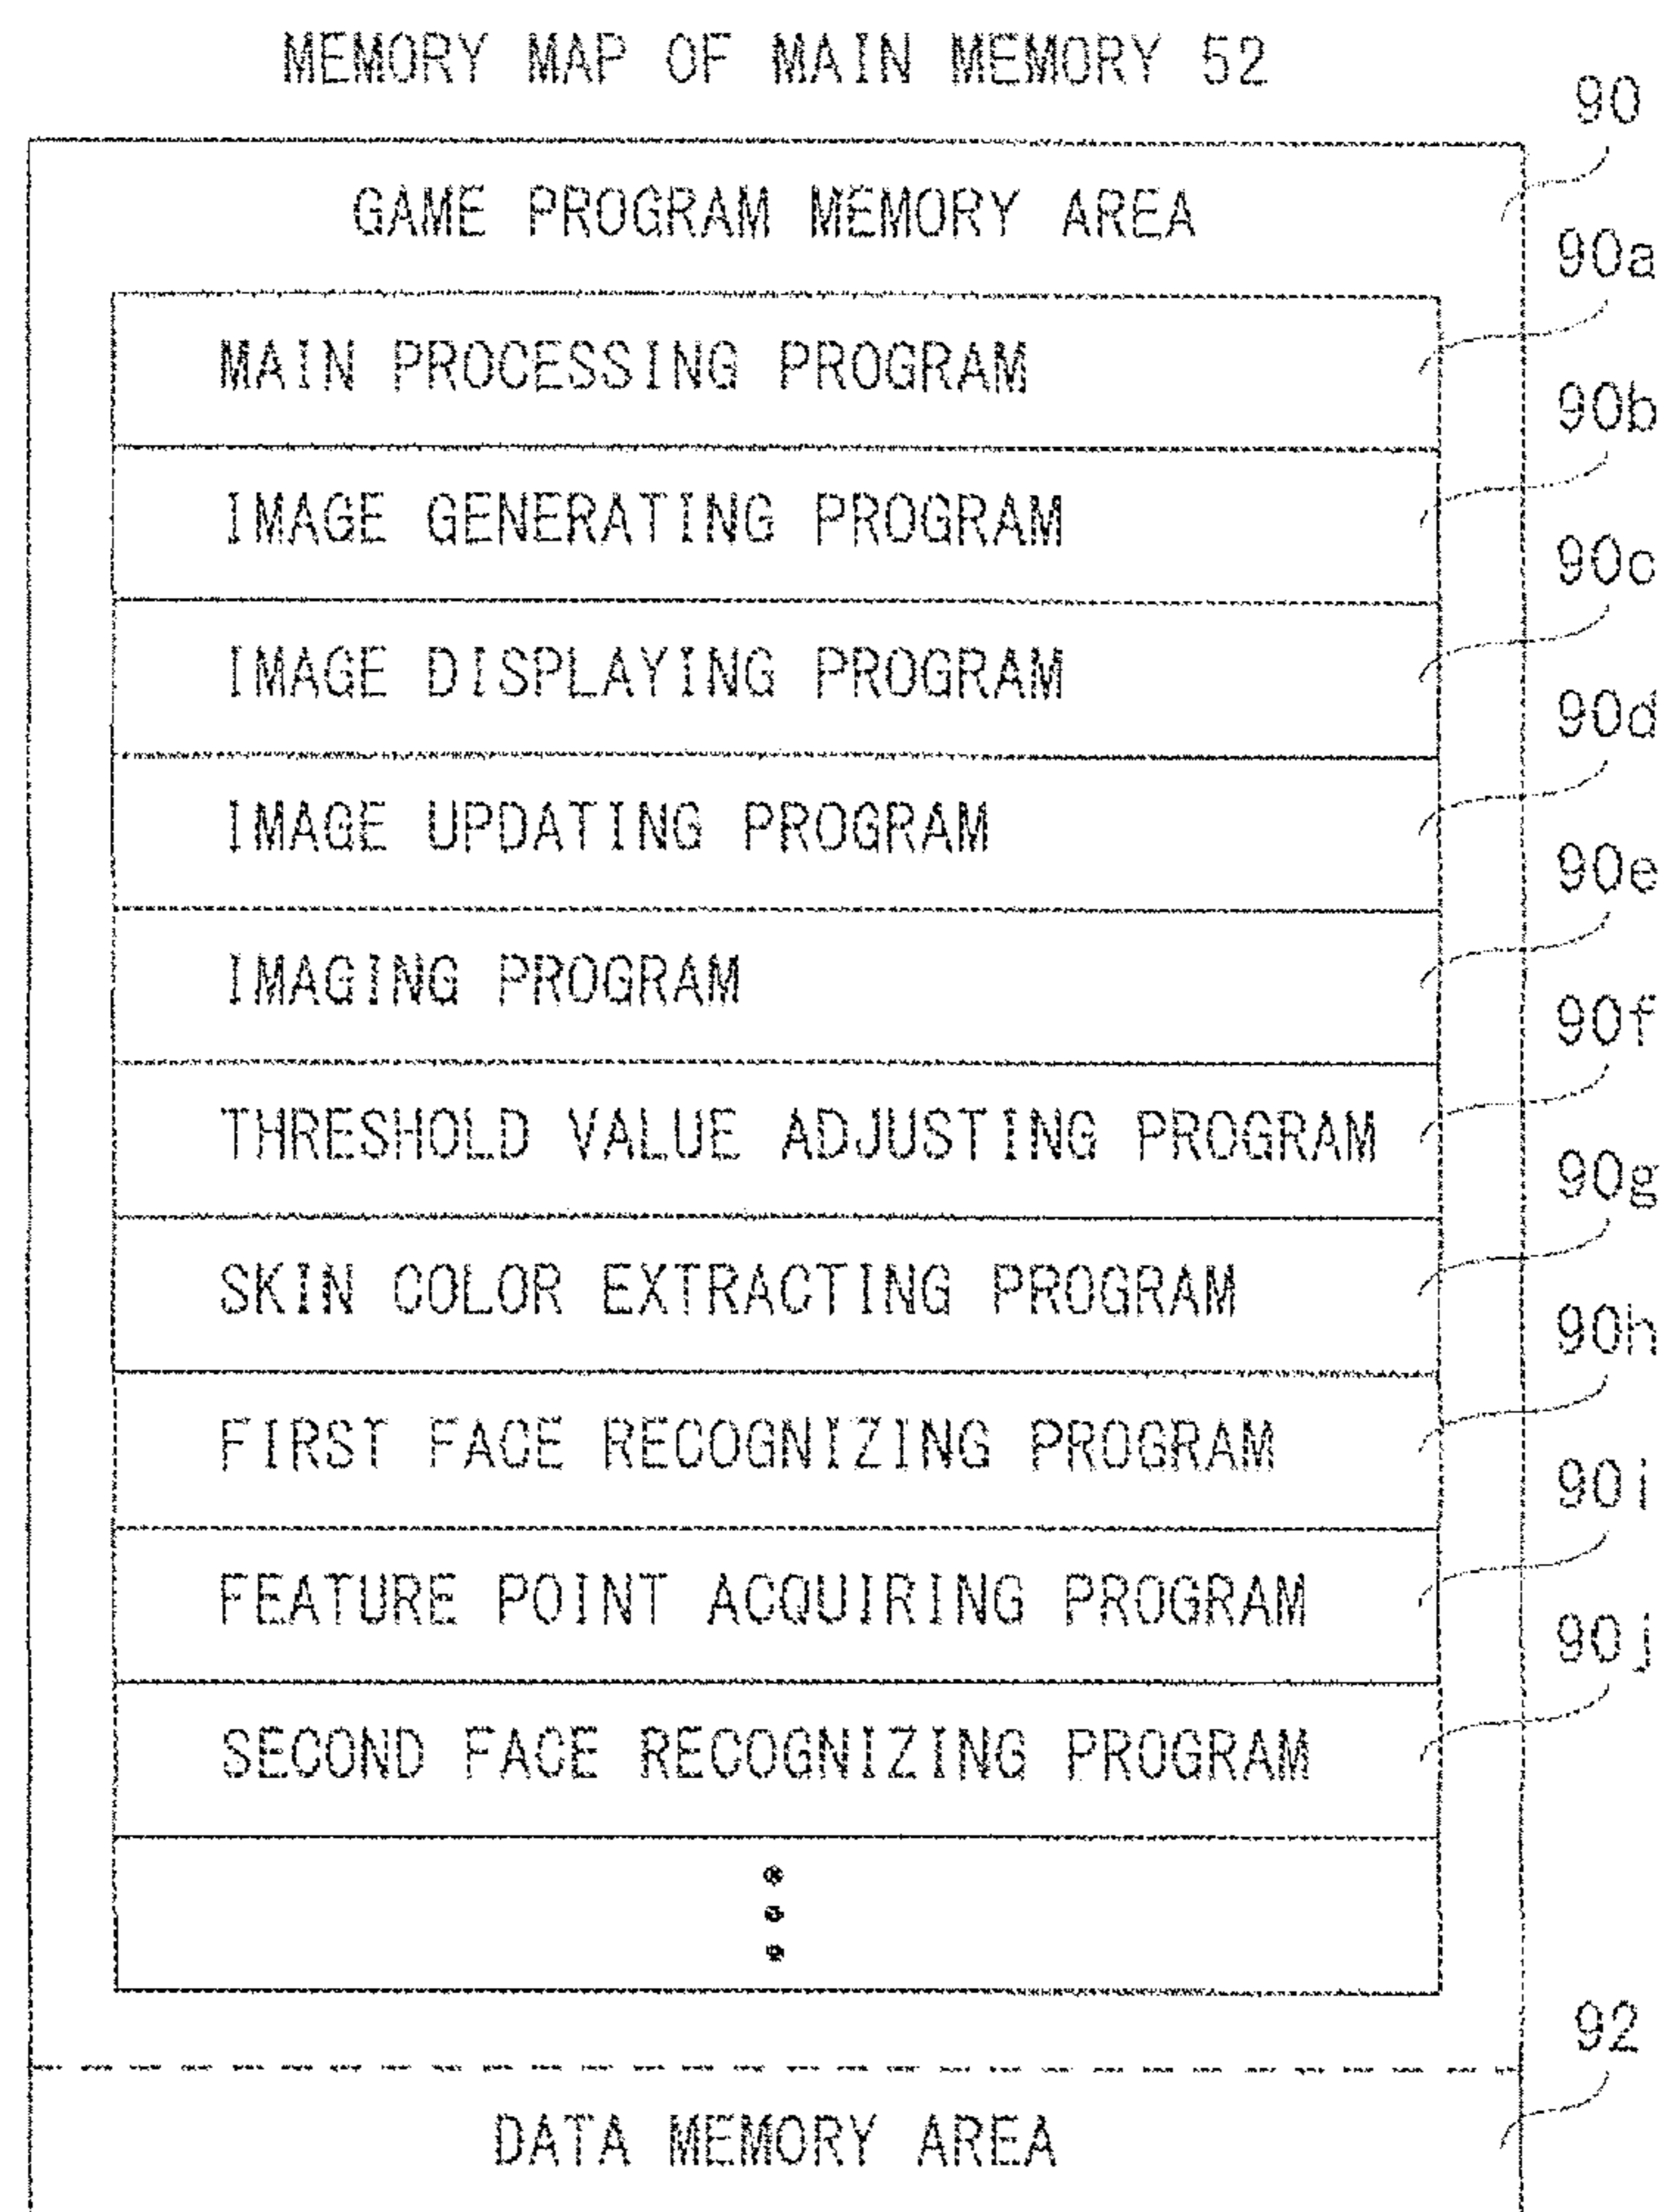 MEMORY MAP OF MAIN MEMORY 52
90
GAME PROGRAM MEMORY AREA
90a
MAIN PROCESSING PROGRAM
90b
IMAGE GENERATING PROGRAM
90c
IMAGE DISPLAYING PROGRAM
90d
IMAGE UPDATING PROGRAM
90e
IMAGING PROGRAM
90f
THRESHOLD VALUE ADJUSTING PROGRAM
90g
SKIN COLOR EXTRACTING PROGRAM
90h
FIRST FACE RECOGNIZING PROGRAM
90i
FEATURE POINT ACQUIRING PROGRAM
90j
SECOND FACE RECOGNIZING PROGRAM
92
DATA MEMORY AREA